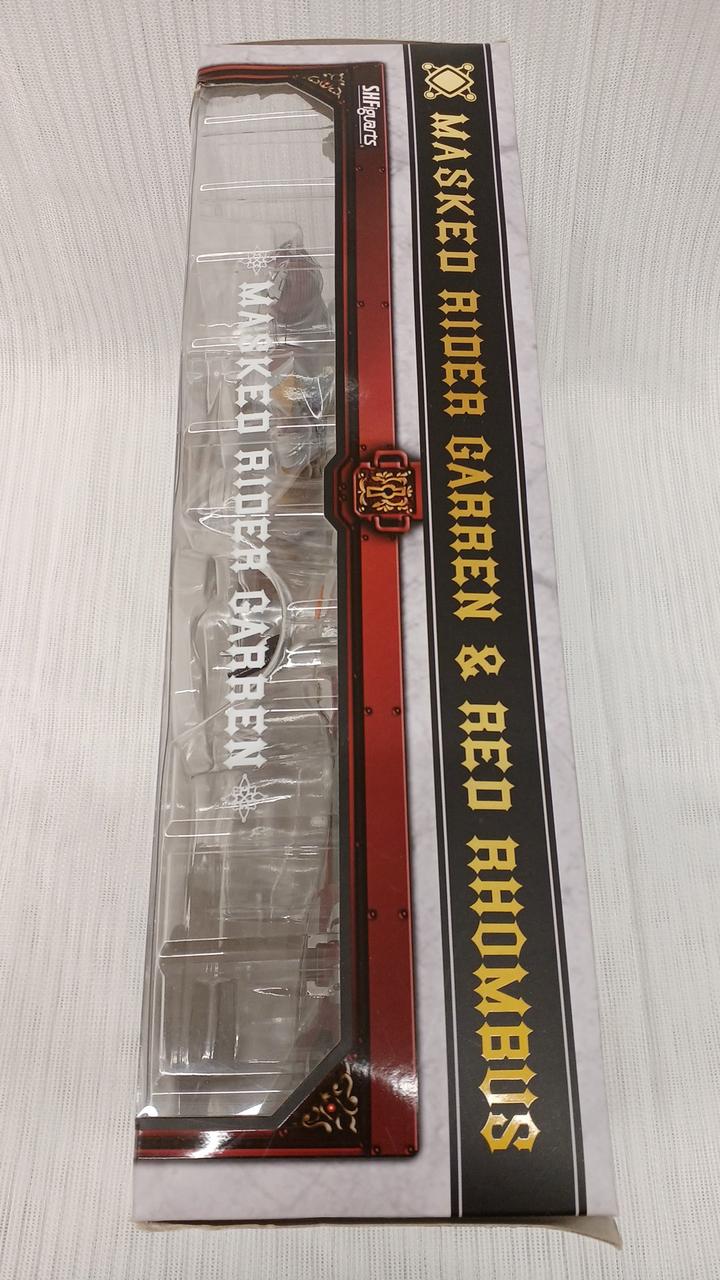 SHFiguarts
MASKED RIDER GARREN & RED RHOMBUS
MASKED RIDER GARREN